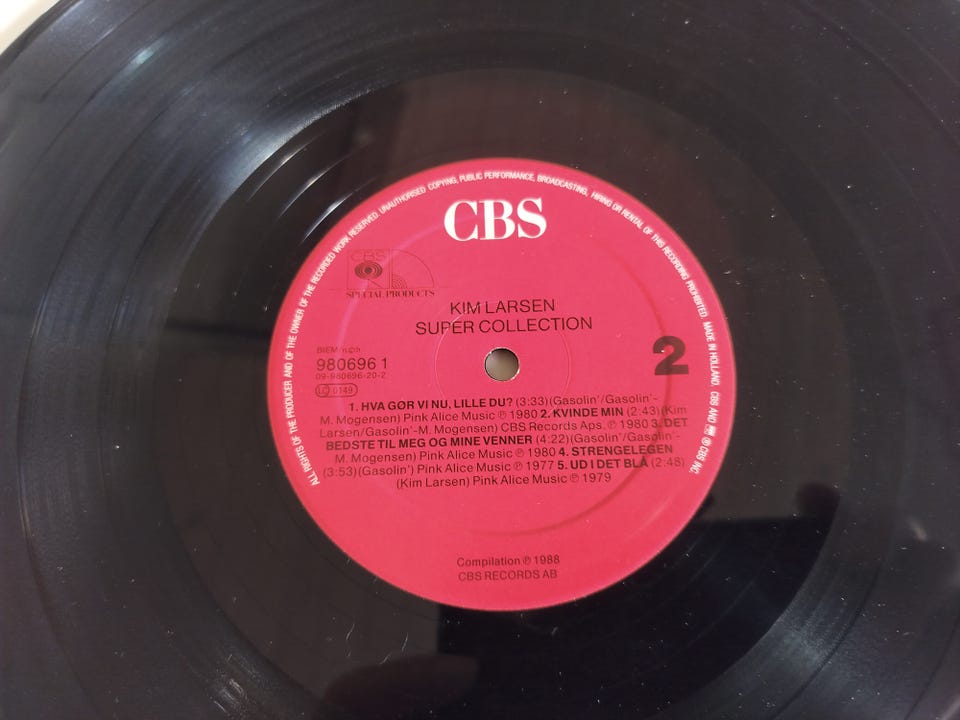 ALL RIGHTS OF THE PRODUCER AND OF THE OWNER OF THE RECORDED WORK RESERVED. UNAUTHORISED COPYING, PUBLIC PERFORMANCE, BROADCASTING, HIRING OR RENTAL OF THIS RECORDING PROHIBITED. MADE IN HOLLAND. CBS AND ® CBS INC.
CBS
CBS
SPECIAL PRODUCTS
KIM LARSEN
SUPER COLLECTION
BIEM/n©b
980696 1
09-980696-20-2
LC 0149
2
1. HVA GØR VI NU, LILLE DU? (3:33)(Gasolin'/Gasolin'-
M. Mogensen) Pink Alice Music ℗ 1980 2. KVINDE MIN (2:43)(Kim
Larsen/Gasolin'-M. Mogensen) CBS Records Aps. ℗ 1980 3. DET
BEDSTE TIL MEG OG MINE VENNER (4:22)(Gasolin'/Gasolin'-
M. Mogensen) Pink Alice Music ℗ 1980 4. STRENGELEGEN
(3:53)(Gasolin') Pink Alice Music ℗ 1977 5. UD I DET BLÅ (2:48)
(Kim Larsen) Pink Alice Music ℗ 1979
Compilation ℗ 1988
CBS RECORDS AB